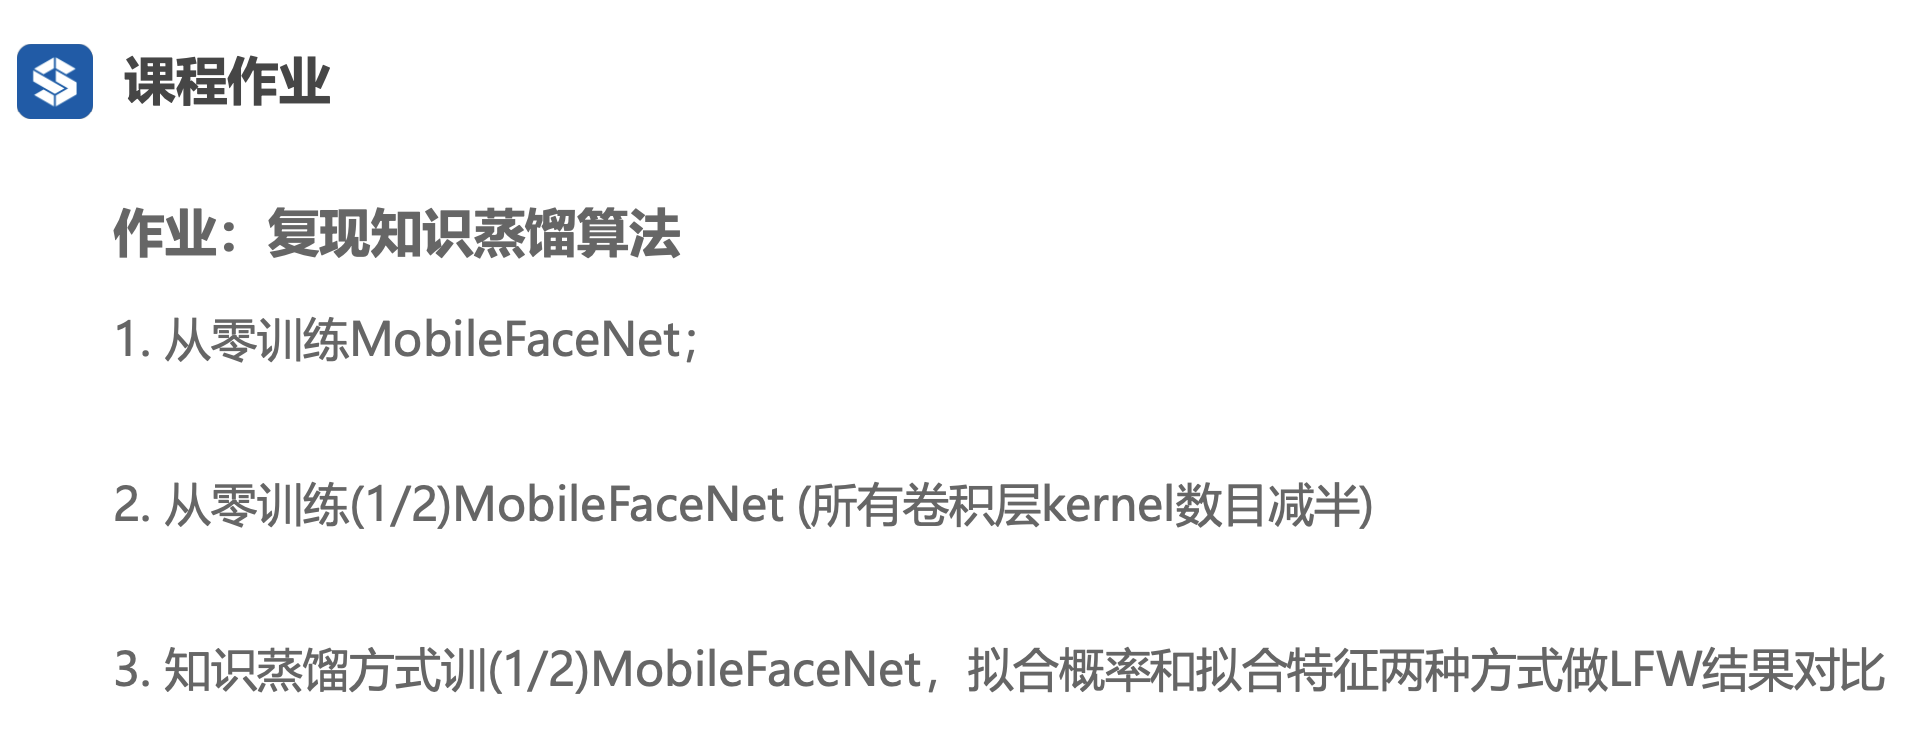 课程作业
作业：复现知识蒸馏算法
1. 从零训练MobileFaceNet；
2. 从零训练(1/2)MobileFaceNet (所有卷积层kernel数目减半)
3. 知识蒸馏方式训(1/2)MobileFaceNet，拟合概率和拟合特征两种方式做LFW结果对比